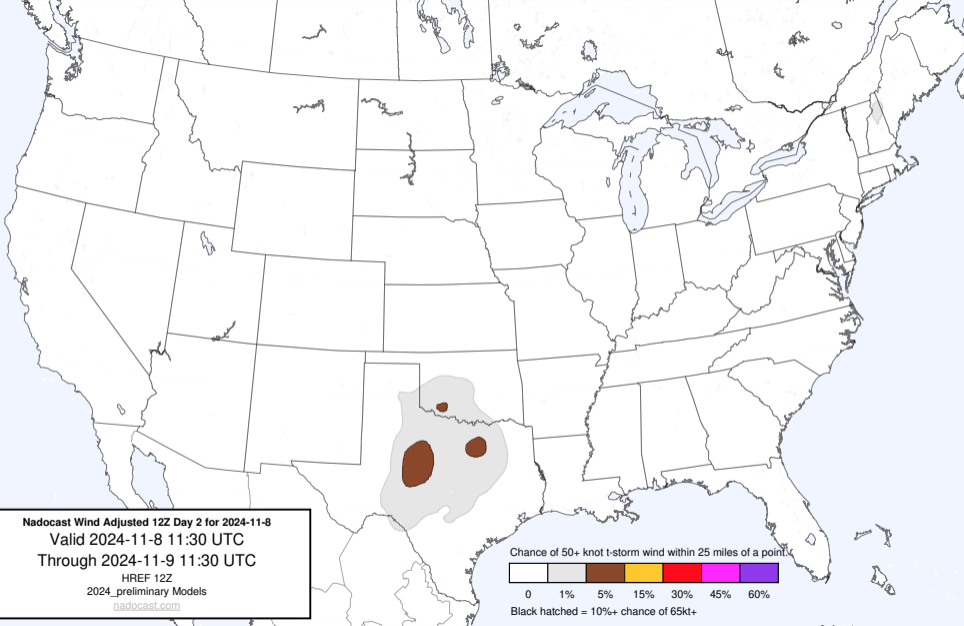 Nadocast Wind Adjusted 12Z Day 2 for 2024-11-8
Valid 2024-11-8 11:30 UTC
Through 2024-11-9 11:30 UTC
HREF 12Z
2024_preliminary Models
nadocast.com
Chance of 50+ knot t-storm wind within 25 miles of a point.
0 1% 5% 15% 30% 45% 60%
Black hatched = 10%+ chance of 65kt+